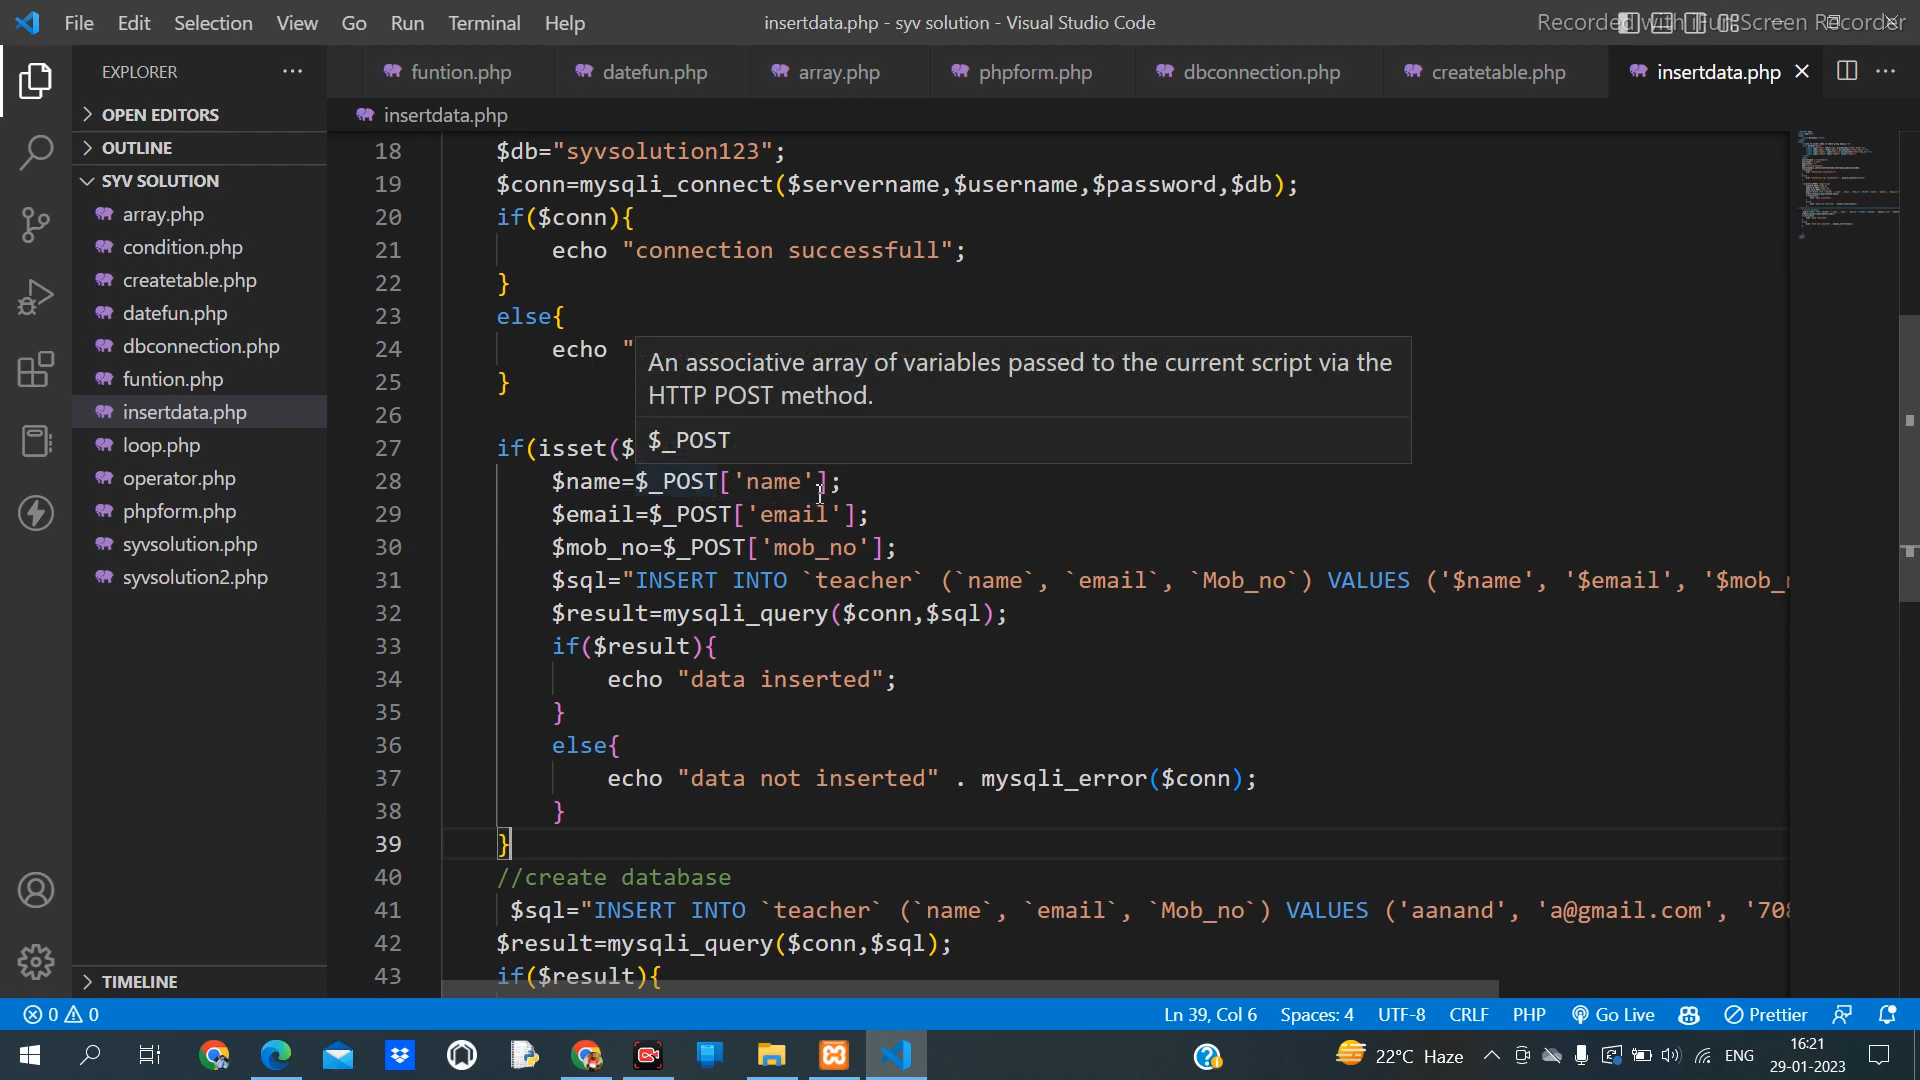 File Edit Selection View Go Run Terminal Help
insertdata.php - syv solution - Visual Studio Code
Recorded with iFun Screen Recorder
EXPLORER
OPEN EDITORS
OUTLINE
SYV SOLUTION
array.php
condition.php
createtable.php
datefun.php
dbconnection.php
funtion.php
insertdata.php
loop.php
operator.php
phpform.php
syvsolution.php
syvsolution2.php
TIMELINE
funtion.php datefun.php array.php phpform.php dbconnection.php createtable.php insertdata.php
insertdata.php
18 $db="syvsolution123";
19 $conn=mysqli_connect($servername,$username,$password,$db);
20 if($conn){
21 echo "connection successfull";
22 }
23 else{
24 echo "
25 }
26
27 if(isset($
An associative array of variables passed to the current script via the
HTTP POST method.
$_POST
28 $name=$_POST['name'];
29 $email=$_POST['email'];
30 $mob_no=$_POST['mob_no'];
31 $sql="INSERT INTO `teacher` (`name`, `email`, `Mob_no`) VALUES ('$name', '$email', '$mob_n
32 $result=mysqli_query($conn,$sql);
33 if($result){
34 echo "data inserted";
35 }
36 else{
37 echo "data not inserted" . mysqli_error($conn);
38 }
39 }
40 //create database
41 $sql="INSERT INTO `teacher` (`name`, `email`, `Mob_no`) VALUES ('aanand', 'a@gmail.com', '708
42 $result=mysqli_query($conn,$sql);
43 if($result){
0 0
Ln 39, Col 6 Spaces: 4 UTF-8 CRLF PHP Go Live Prettier
22°C Haze
ENG
16:21
29-01-2023